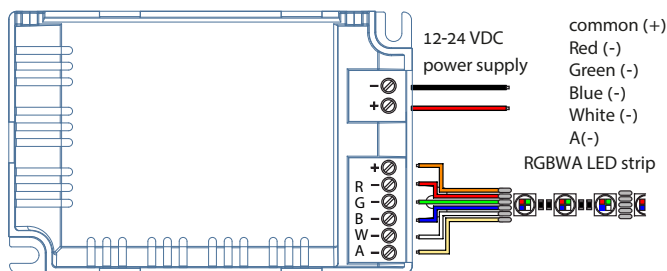 12-24 VDC
power supply
common (+)
Red (-)
Green (-)
Blue (-)
White (-)
A(-)
RGBWA LED strip
−
+
+
R −
G −
B −
W −
A −